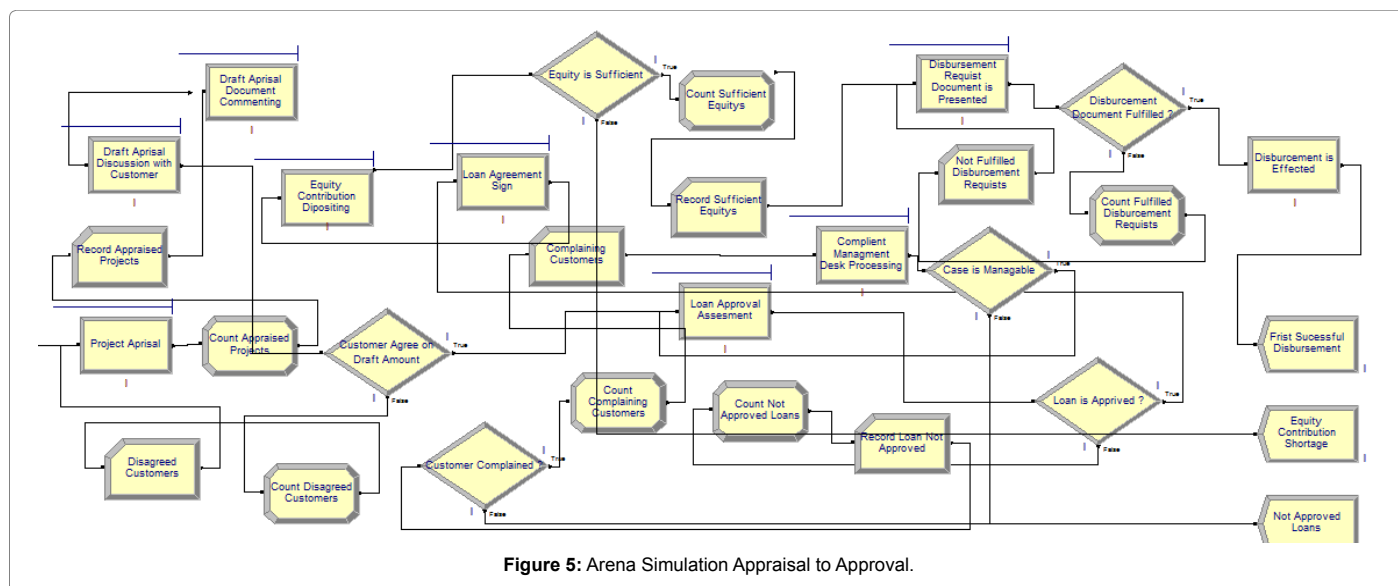 Draft Aprisal
Document
Commenting
Equity is Sufficient
True
False
Count Sufficient
Equitys
Disbursement
Requist
Document is
Presented
Disburcement
Document Fulfilled ?
True
False
Draft Aprisal
Discussion with
Customer
Equity
Contribution
Dipositing
Loan Agreement
Sign
Not Fulfilled
Disbursement
Requists
Disburcement is
Effected
Record Sufficient
Equitys
Count Fulfilled
Disbursement
Requists
Record Appraised
Projects
Complaining
Customers
Complient
Managment
Desk Processing
Case is Managable
True
False
Project Aprisal
Count Appraised
Projects
Customer Agree on
Draft Amount
True
False
Loan Approval
Assesment
Frist Sucessful
Disbursement
Count
Complaining
Customers
Count Not
Approved Loans
Loan is Apprived ?
True
False
Record Loan Not
Approved
Equity
Contribution
Shortage
Disagreed
Customers
Count Disagreed
Customers
Customer Complained ?
True
False
Not Approved
Loans
Figure 5: Arena Simulation Appraisal to Approval.